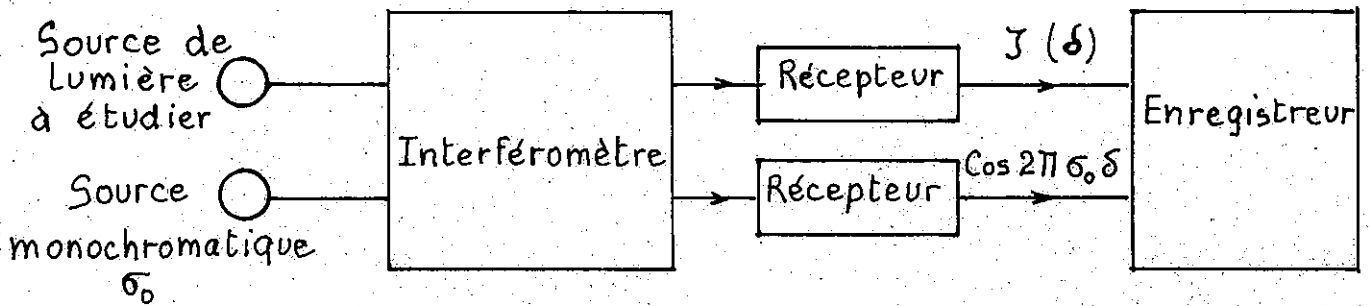 Source de
Lumière
à étudier
Source
monochromatique
σ₀
Interféromètre
Récepteur
Récepteur
J (δ)
Cos 2π σ₀ δ
Enregistreur